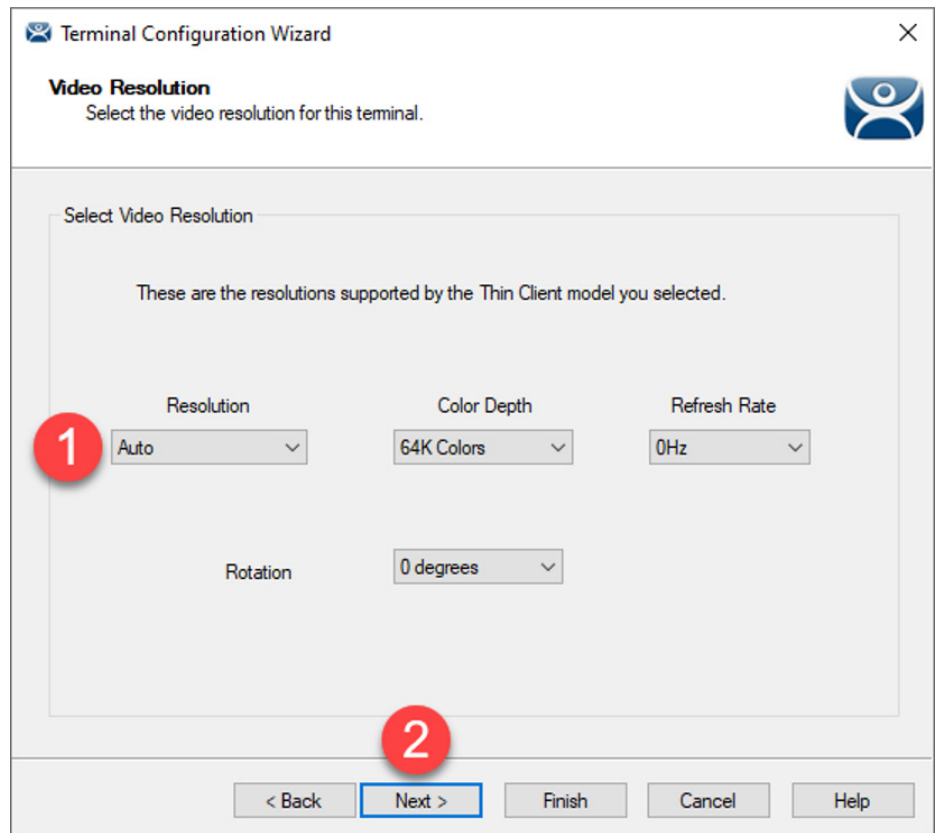 Terminal Configuration Wizard
Video Resolution
Select the video resolution for this terminal.
Select Video Resolution
These are the resolutions supported by the Thin Client model you selected.
Resolution Color Depth Refresh Rate
1 Auto 64K Colors 0Hz
Rotation 0 degrees
2
< Back Next > Finish Cancel Help